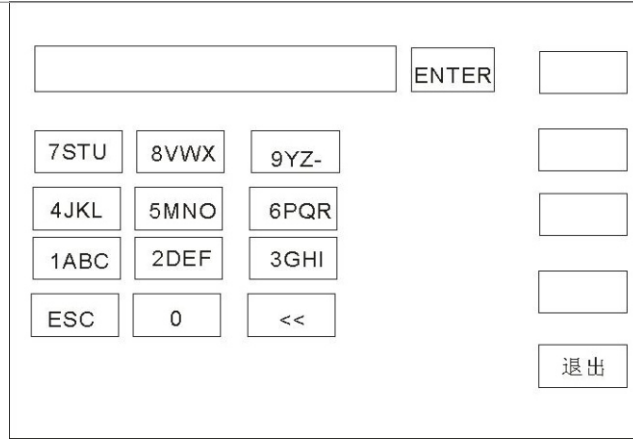 ENTER
7STU 8VWX 9YZ-
4JKL 5MNO 6PQR
1ABC 2DEF 3GHI
ESC 0 <<
退出